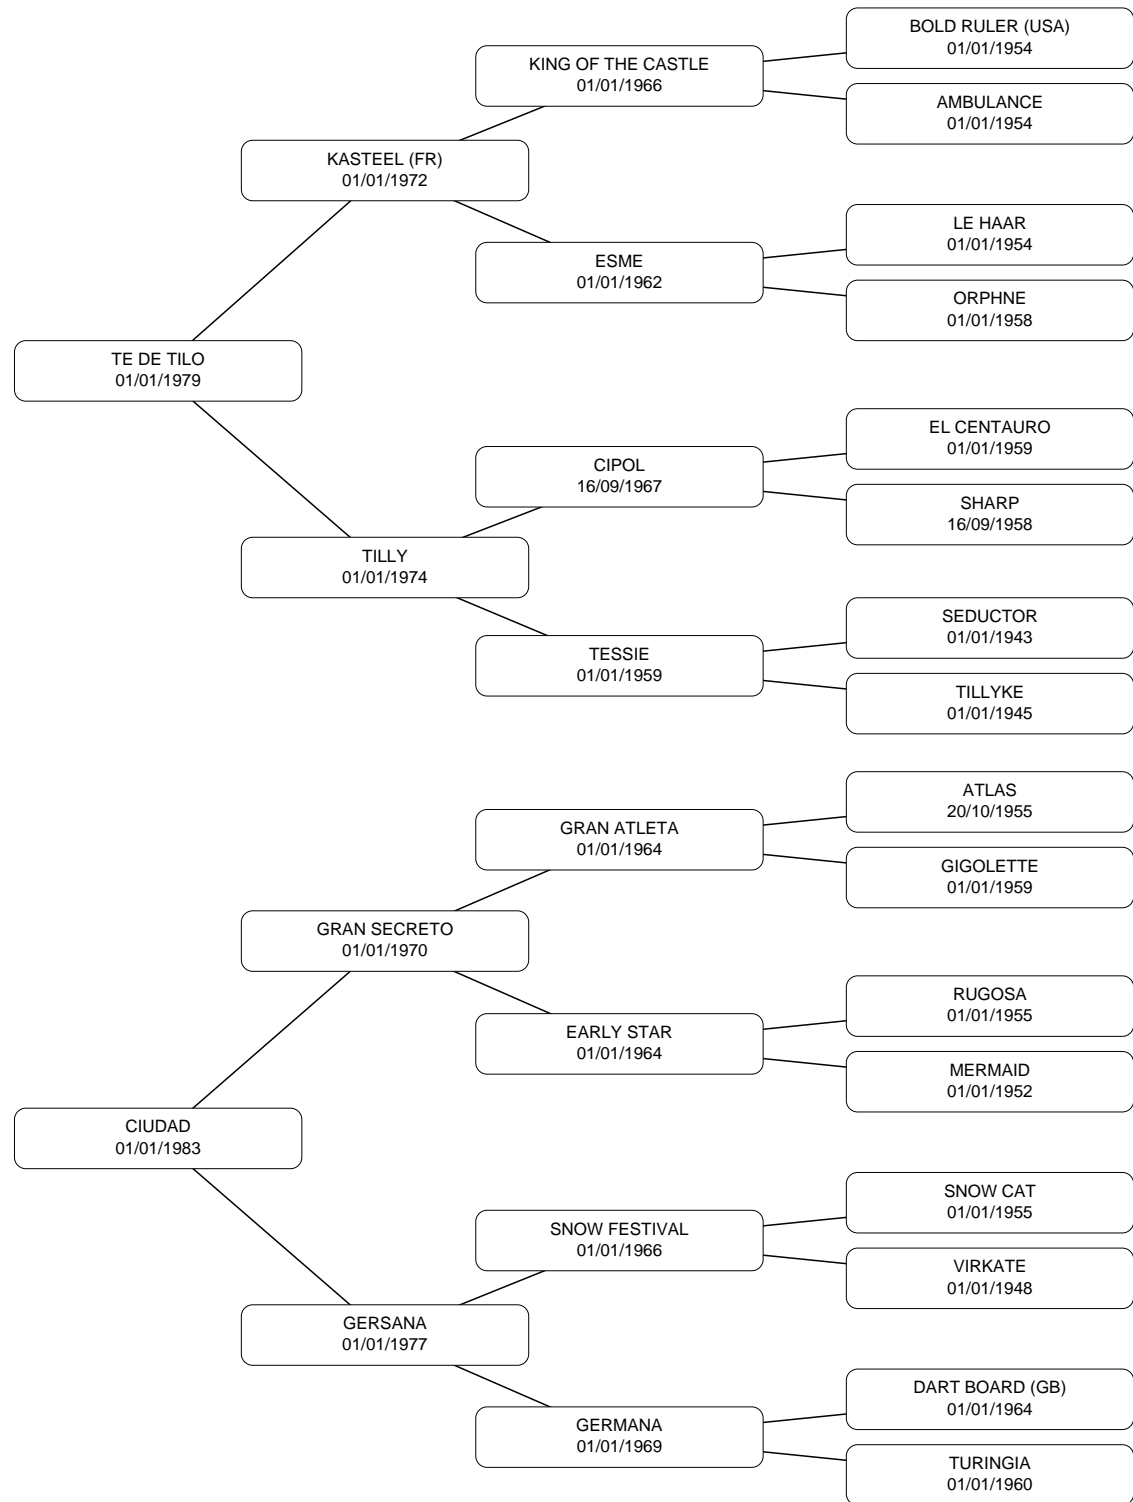 BOLD RULER (USA)
01/01/1954
KING OF THE CASTLE
01/01/1966
AMBULANCE
01/01/1954
KASTEEL (FR)
01/01/1972
LE HAAR
01/01/1954
ESME
01/01/1962
ORPHNE
01/01/1958
TE DE TILO
01/01/1979
EL CENTAURO
01/01/1959
CIPOL
16/09/1967
SHARP
16/09/1958
TILLY
01/01/1974
SEDUCTOR
01/01/1943
TESSIE
01/01/1959
TILLYKE
01/01/1945
ATLAS
20/10/1955
GRAN ATLETA
01/01/1964
GIGOLETTE
01/01/1959
GRAN SECRETO
01/01/1970
RUGOSA
01/01/1955
EARLY STAR
01/01/1964
MERMAID
01/01/1952
CIUDAD
01/01/1983
SNOW CAT
01/01/1955
SNOW FESTIVAL
01/01/1966
VIRKATE
01/01/1948
GERSANA
01/01/1977
DART BOARD (GB)
01/01/1964
GERMANA
01/01/1969
TURINGIA
01/01/1960